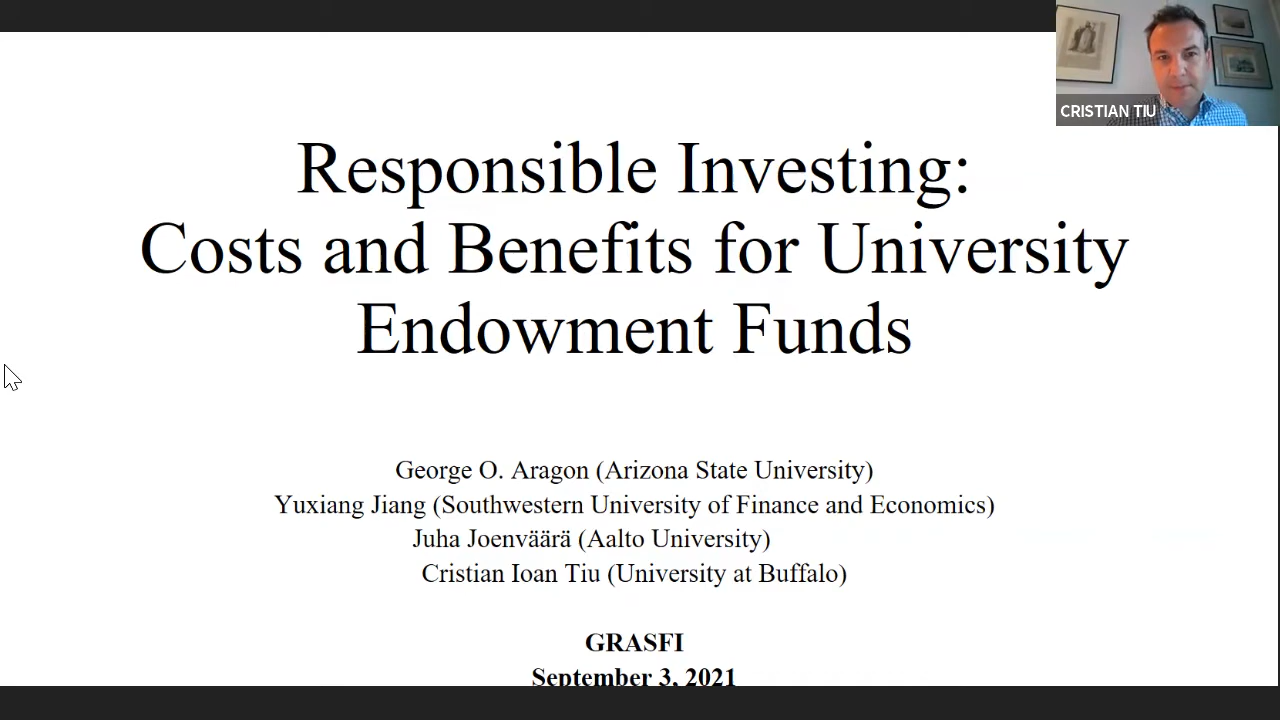 CRISTIAN TIU
Responsible Investing:
Costs and Benefits for University
Endowment Funds
George O. Aragon (Arizona State University)
Yuxiang Jiang (Southwestern University of Finance and Economics)
Juha Joenväärä (Aalto University)
Cristian Ioan Tiu (University at Buffalo)
GRASFI
September 3, 2021